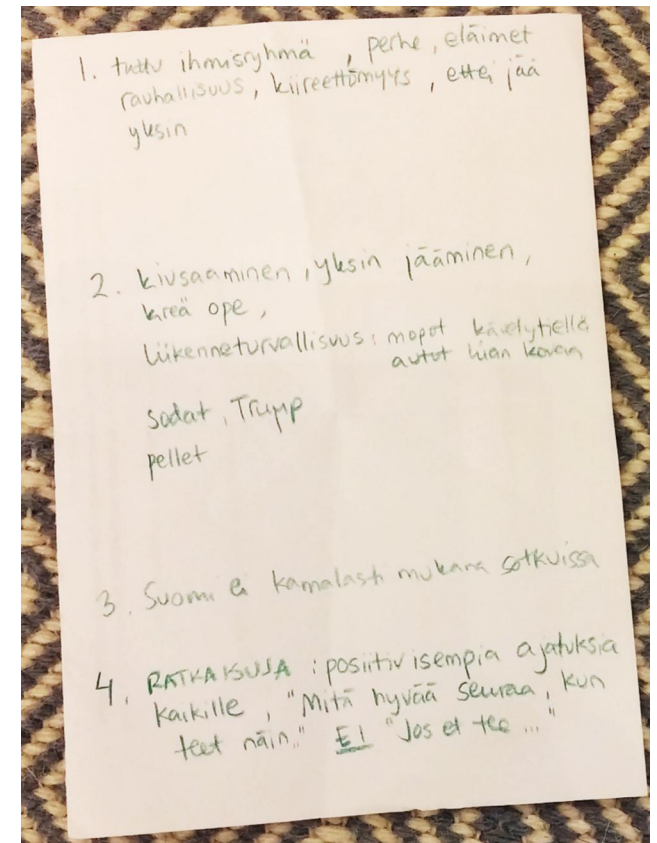 1. tuttu ihmisryhmä , perhe , eläimet
rauhallisuus , kiireettömyys , ettei jää
yksin
2. kiusaaminen , yksin jääminen ,
kireä ope ,
liikenneturvallisuus : mopot kävelytiellä
autot liian kovaa
sodat , Trump
pellet
3. Suomi ei kamalasti mukana sotkuissa
4. RATKAISUJA : positiivisempia ajatuksia
kaikille , "Mitä hyvää seuraa , kun
teet näin." EI "Jos et tee ..."